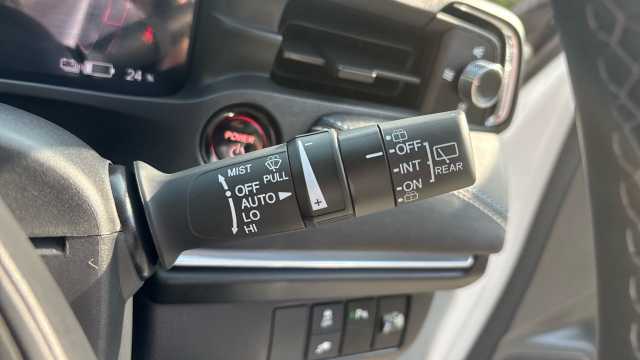 24 %
POWER
MIST
PULL
OFF
AUTO
LO
HI
- +
OFF
INT
ON
REAR